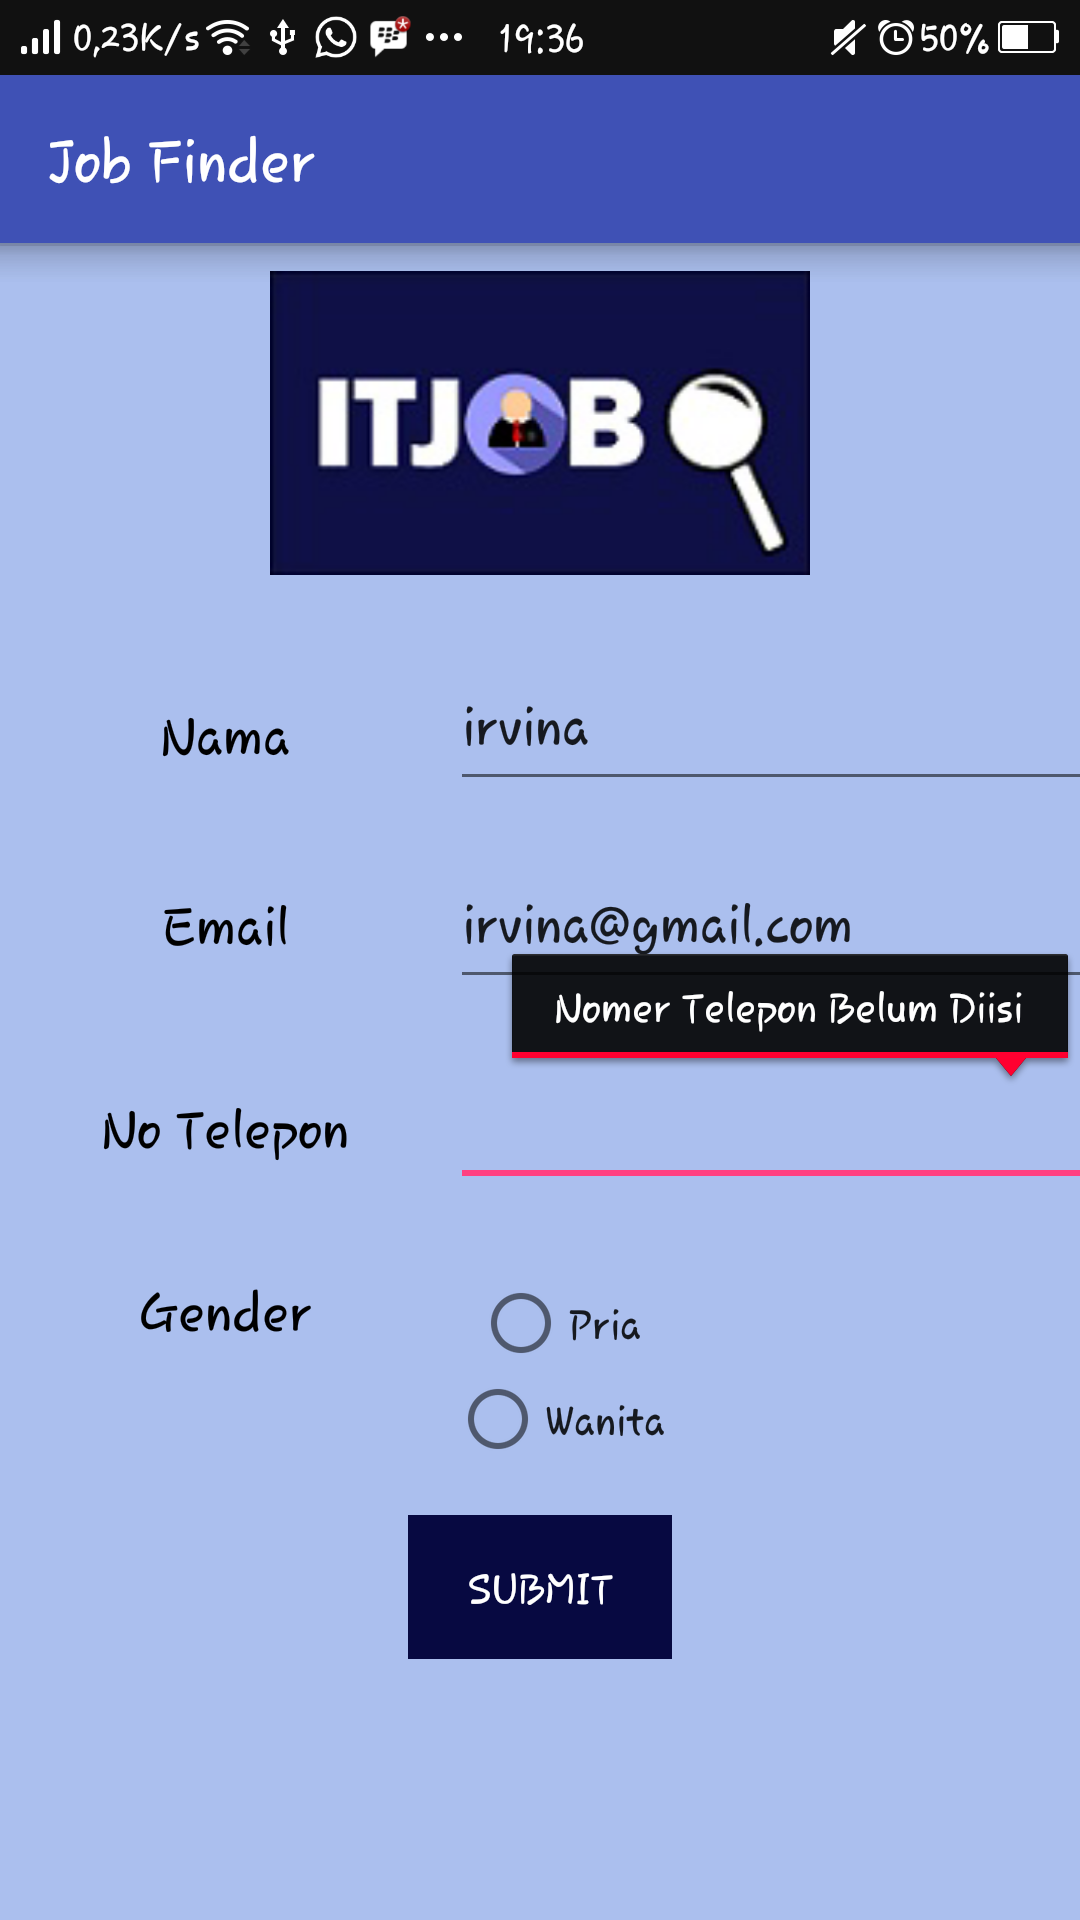 0,23K/s 19:36 50%
Job Finder
ITJOB
Nama irvina
Email irvina@gmail.com
Nomer Telepon Belum Diisi
No Telepon
Gender Pria
Wanita
SUBMIT